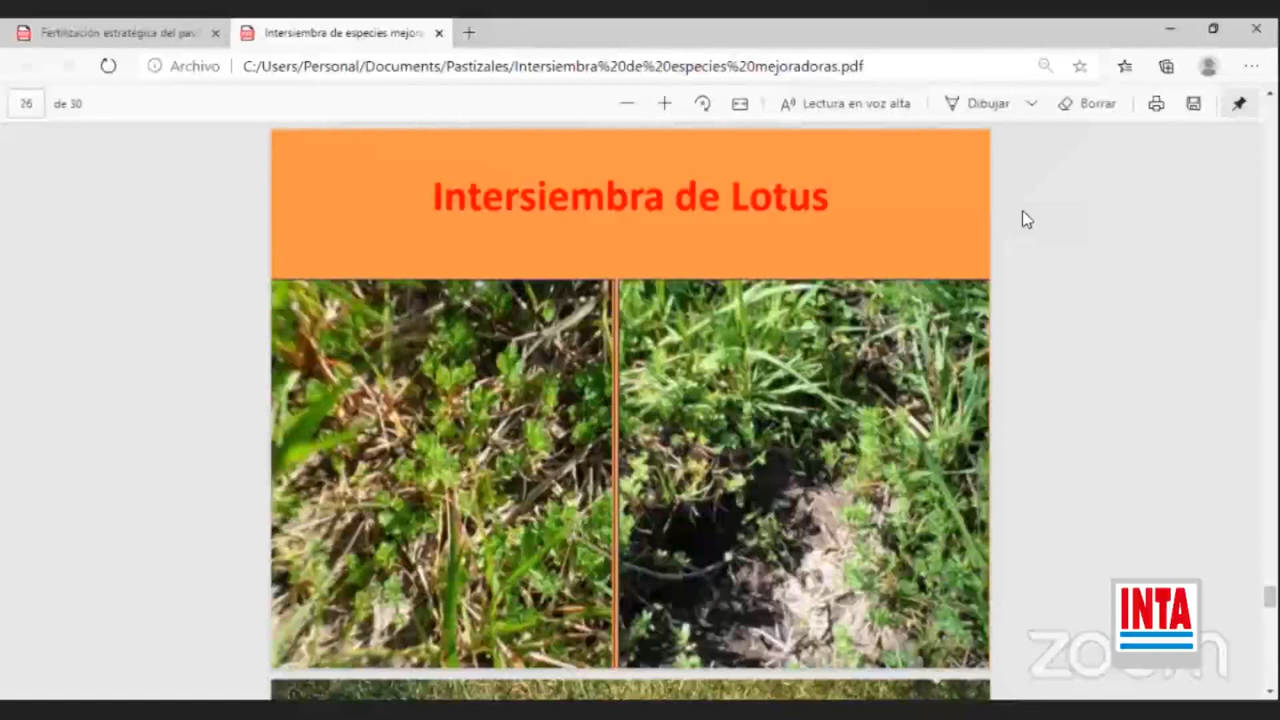 Fertilización estratégica del pas
Intersiembra de especies mejora
Archivo
C:/Users/Personal/Documents/Pastizales/Intersiembra%20de%20especies%20mejoradoras.pdf
26 de 30
Lectura en voz alta
Dibujar
Borrar
Intersiembra de Lotus
INTA
zoom